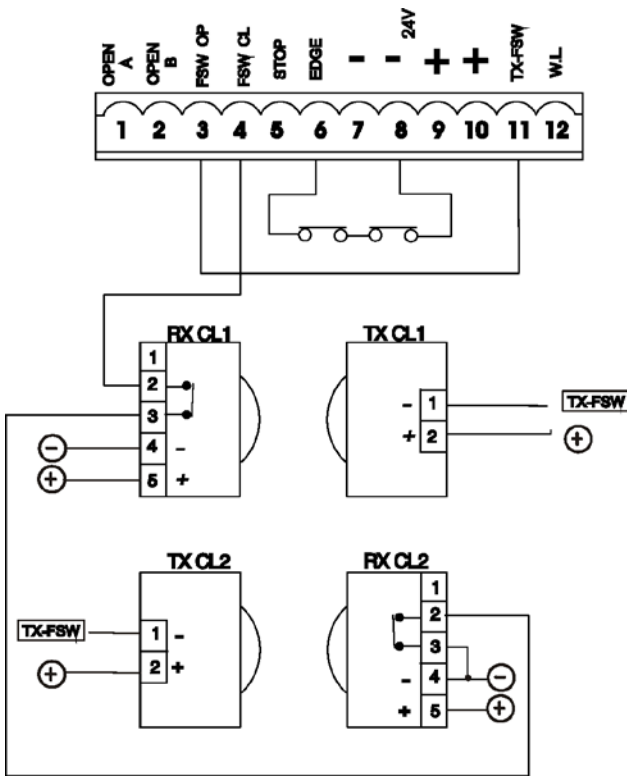 OPEN A
OPEN B
FSW OP
FSW CL
STOP
EDGE
-
- 24V
+
+
TX-FSW
W.L.
1 2 3 4 5 6 7 8 9 10 11 12
RX CL1
1
2
3
4 -
5 +
⊖
⊕
TX CL1
- 1
+ 2
TX-FSW
⊕
TX CL2
TX-FSW
⊕
1 -
2 +
RX CL2
1
2
3
- 4
+ 5
⊖
⊕